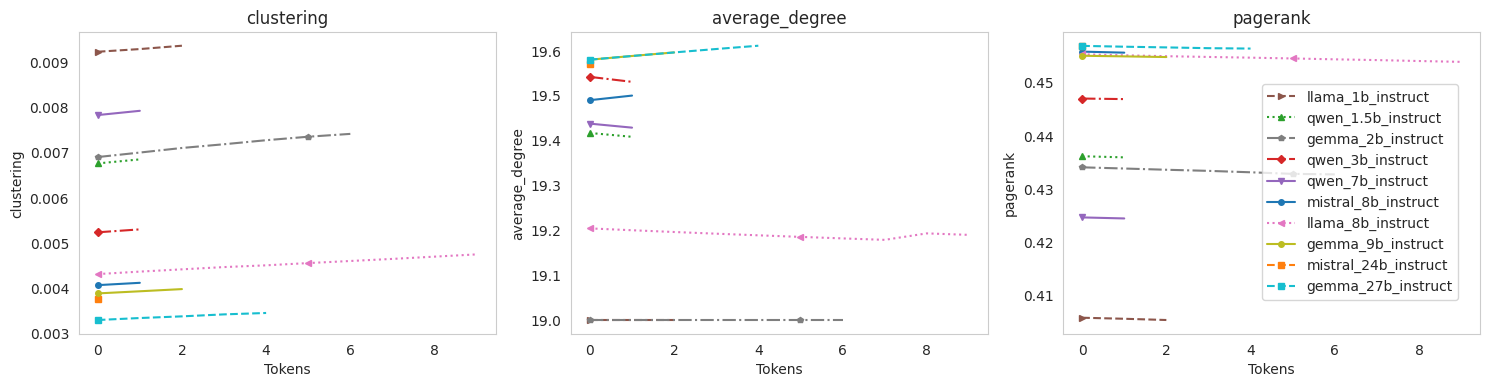 clustering
clustering
0.009
0.008
0.007
0.006
0.005
0.004
0.003
0 2 4 6 8
Tokens
average_degree
average_degree
19.6
19.5
19.4
19.3
19.2
19.1
19.0
0 2 4 6 8
Tokens
pagerank
pagerank
0.45
0.44
0.43
0.42
0.41
0 2 4 6 8
Tokens
llama_1b_instruct
qwen_1.5b_instruct
gemma_2b_instruct
qwen_3b_instruct
qwen_7b_instruct
mistral_8b_instruct
llama_8b_instruct
gemma_9b_instruct
mistral_24b_instruct
gemma_27b_instruct